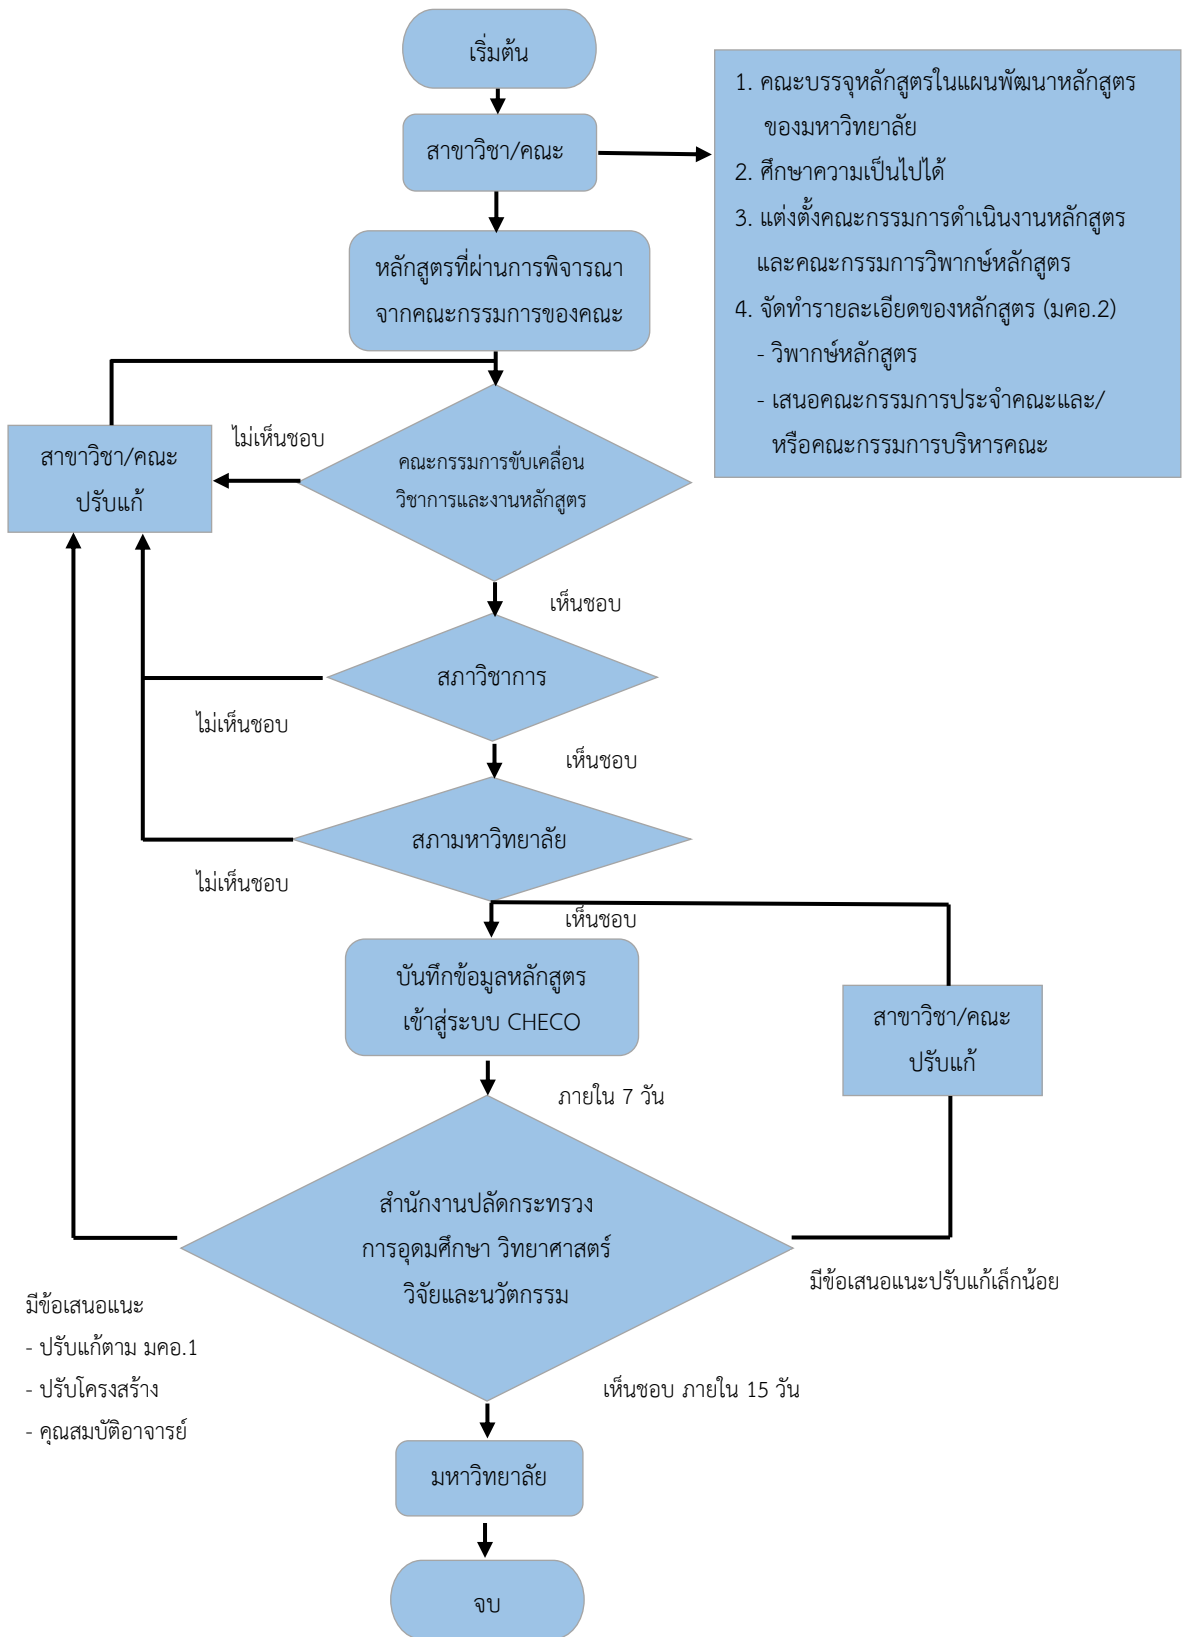 เริ่มต้น
สาขาวิชา/คณะ
1. คณะบรรจุหลักสูตรในแผนพัฒนาหลักสูตร
ของมหาวิทยาลัย
2. ศึกษาความเป็นไปได้
3. แต่งตั้งคณะกรรมการดำเนินงานหลักสูตร
และคณะกรรมการวิพากษ์หลักสูตร
4. จัดทำรายละเอียดของหลักสูตร (มคอ.2)
- วิพากษ์หลักสูตร
- เสนอคณะกรรมการประจำคณะและ/
หรือคณะกรรมการบริหารคณะ
หลักสูตรที่ผ่านการพิจารณา
จากคณะกรรมการของคณะ
ไม่เห็นชอบ
สาขาวิชา/คณะ
ปรับแก้
คณะกรรมการขับเคลื่อน
วิชาการและงานหลักสูตร
เห็นชอบ
สภาวิชาการ
ไม่เห็นชอบ
เห็นชอบ
สภามหาวิทยาลัย
ไม่เห็นชอบ
เห็นชอบ
บันทึกข้อมูลหลักสูตร
เข้าสู่ระบบ CHECO
สาขาวิชา/คณะ
ปรับแก้
ภายใน 7 วัน
สำนักงานปลัดกระทรวง
การอุดมศึกษา วิทยาศาสตร์
วิจัยและนวัตกรรม
มีข้อเสนอแนะปรับแก้เล็กน้อย
มีข้อเสนอแนะ
- ปรับแก้ตาม มคอ.1
- ปรับโครงสร้าง
- คุณสมบัติอาจารย์
เห็นชอบ ภายใน 15 วัน
มหาวิทยาลัย
จบ